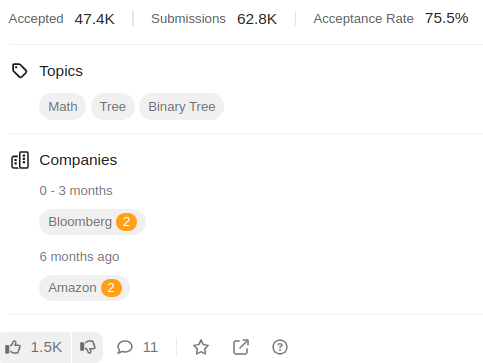 Accepted 47.4K Submissions 62.8K Acceptance Rate 75.5%
Topics
Math Tree Binary Tree
Companies
0 - 3 months
Bloomberg 2
6 months ago
Amazon 2
1.5K 11